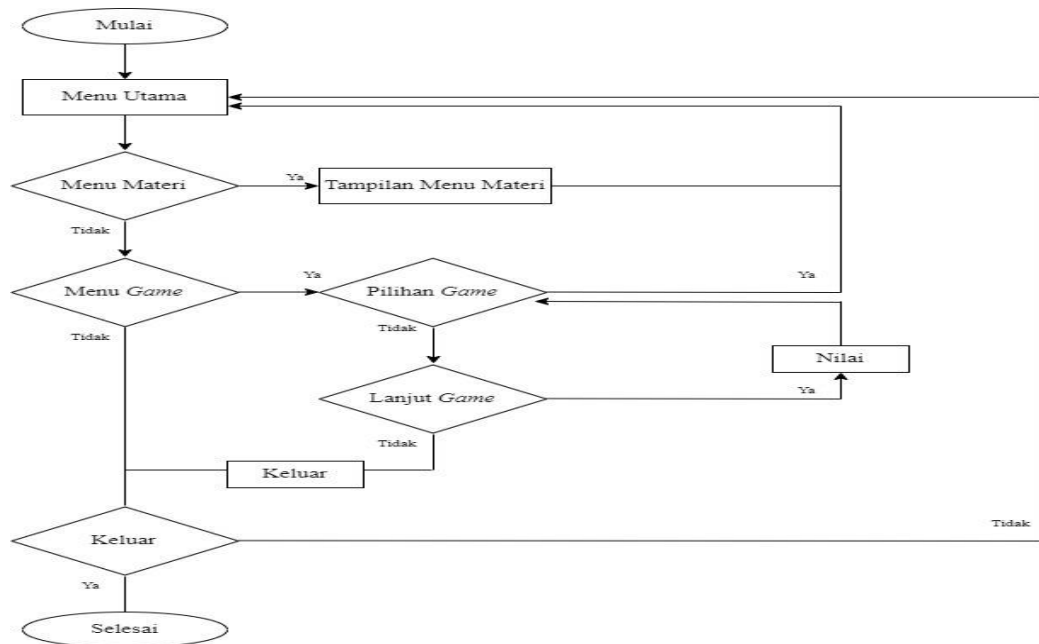 Mulai
Menu Utama
Menu Materi
Ya
Tampilan Menu Materi
Tidak
Menu Game
Ya
Pilihan Game
Ya
Tidak
Tidak
Nilai
Lanjut Game
Ya
Tidak
Keluar
Keluar
Tidak
Ya
Selesai